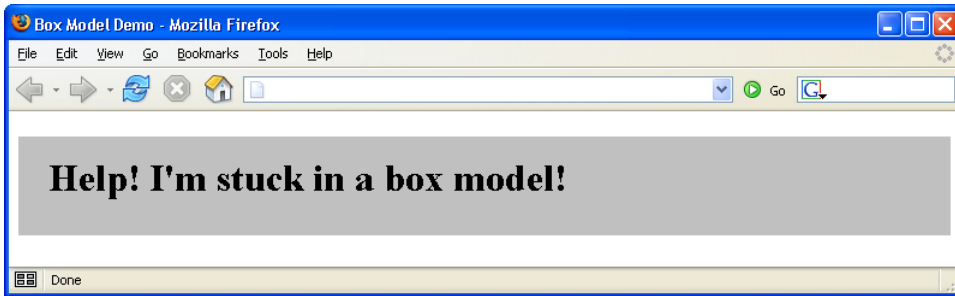 Box Model Demo - Mozilla Firefox
File Edit View Go Bookmarks Tools Help
Go G
Help! I'm stuck in a box model!
Done